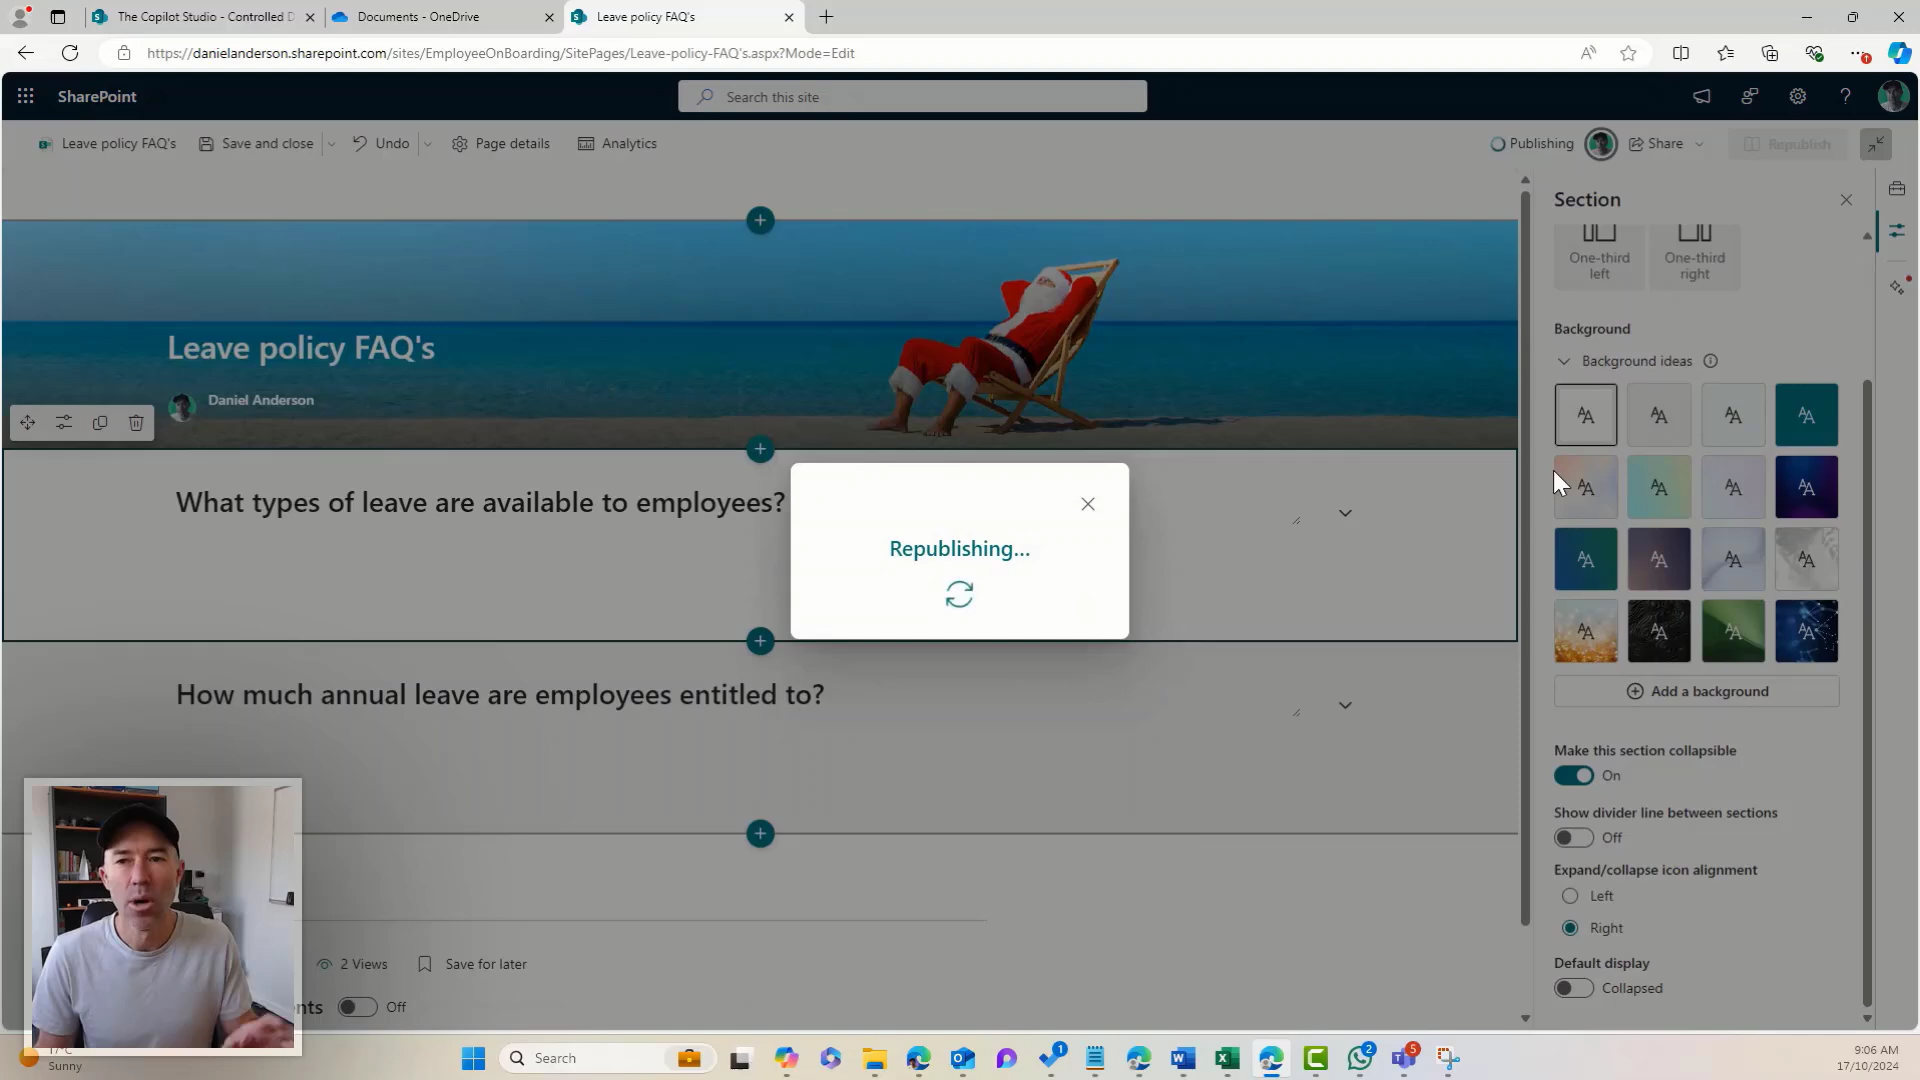 The Copilot Studio - Controlled D
Documents - OneDrive
Leave policy FAQ's
https://danielanderson.sharepoint.com/sites/EmployeeOnBoarding/SitePages/Leave-policy-FAQ's.aspx?Mode=Edit
SharePoint
Search this site
Leave policy FAQ's
Save and close
Undo
Page details
Analytics
Publishing
Share
Republish
Section
One-third left
One-third right
Background
Background ideas
Add a background
Make this section collapsible
On
Show divider line between sections
Off
Expand/collapse icon alignment
Left
Right
Default display
Collapsed
Leave policy FAQ's
Daniel Anderson
What types of leave are available to employees?
Republishing...
How much annual leave are employees entitled to?
2 Views
Save for later
nts
Off
17°C
Sunny
Search
1
2
5
9:06 AM
17/10/2024